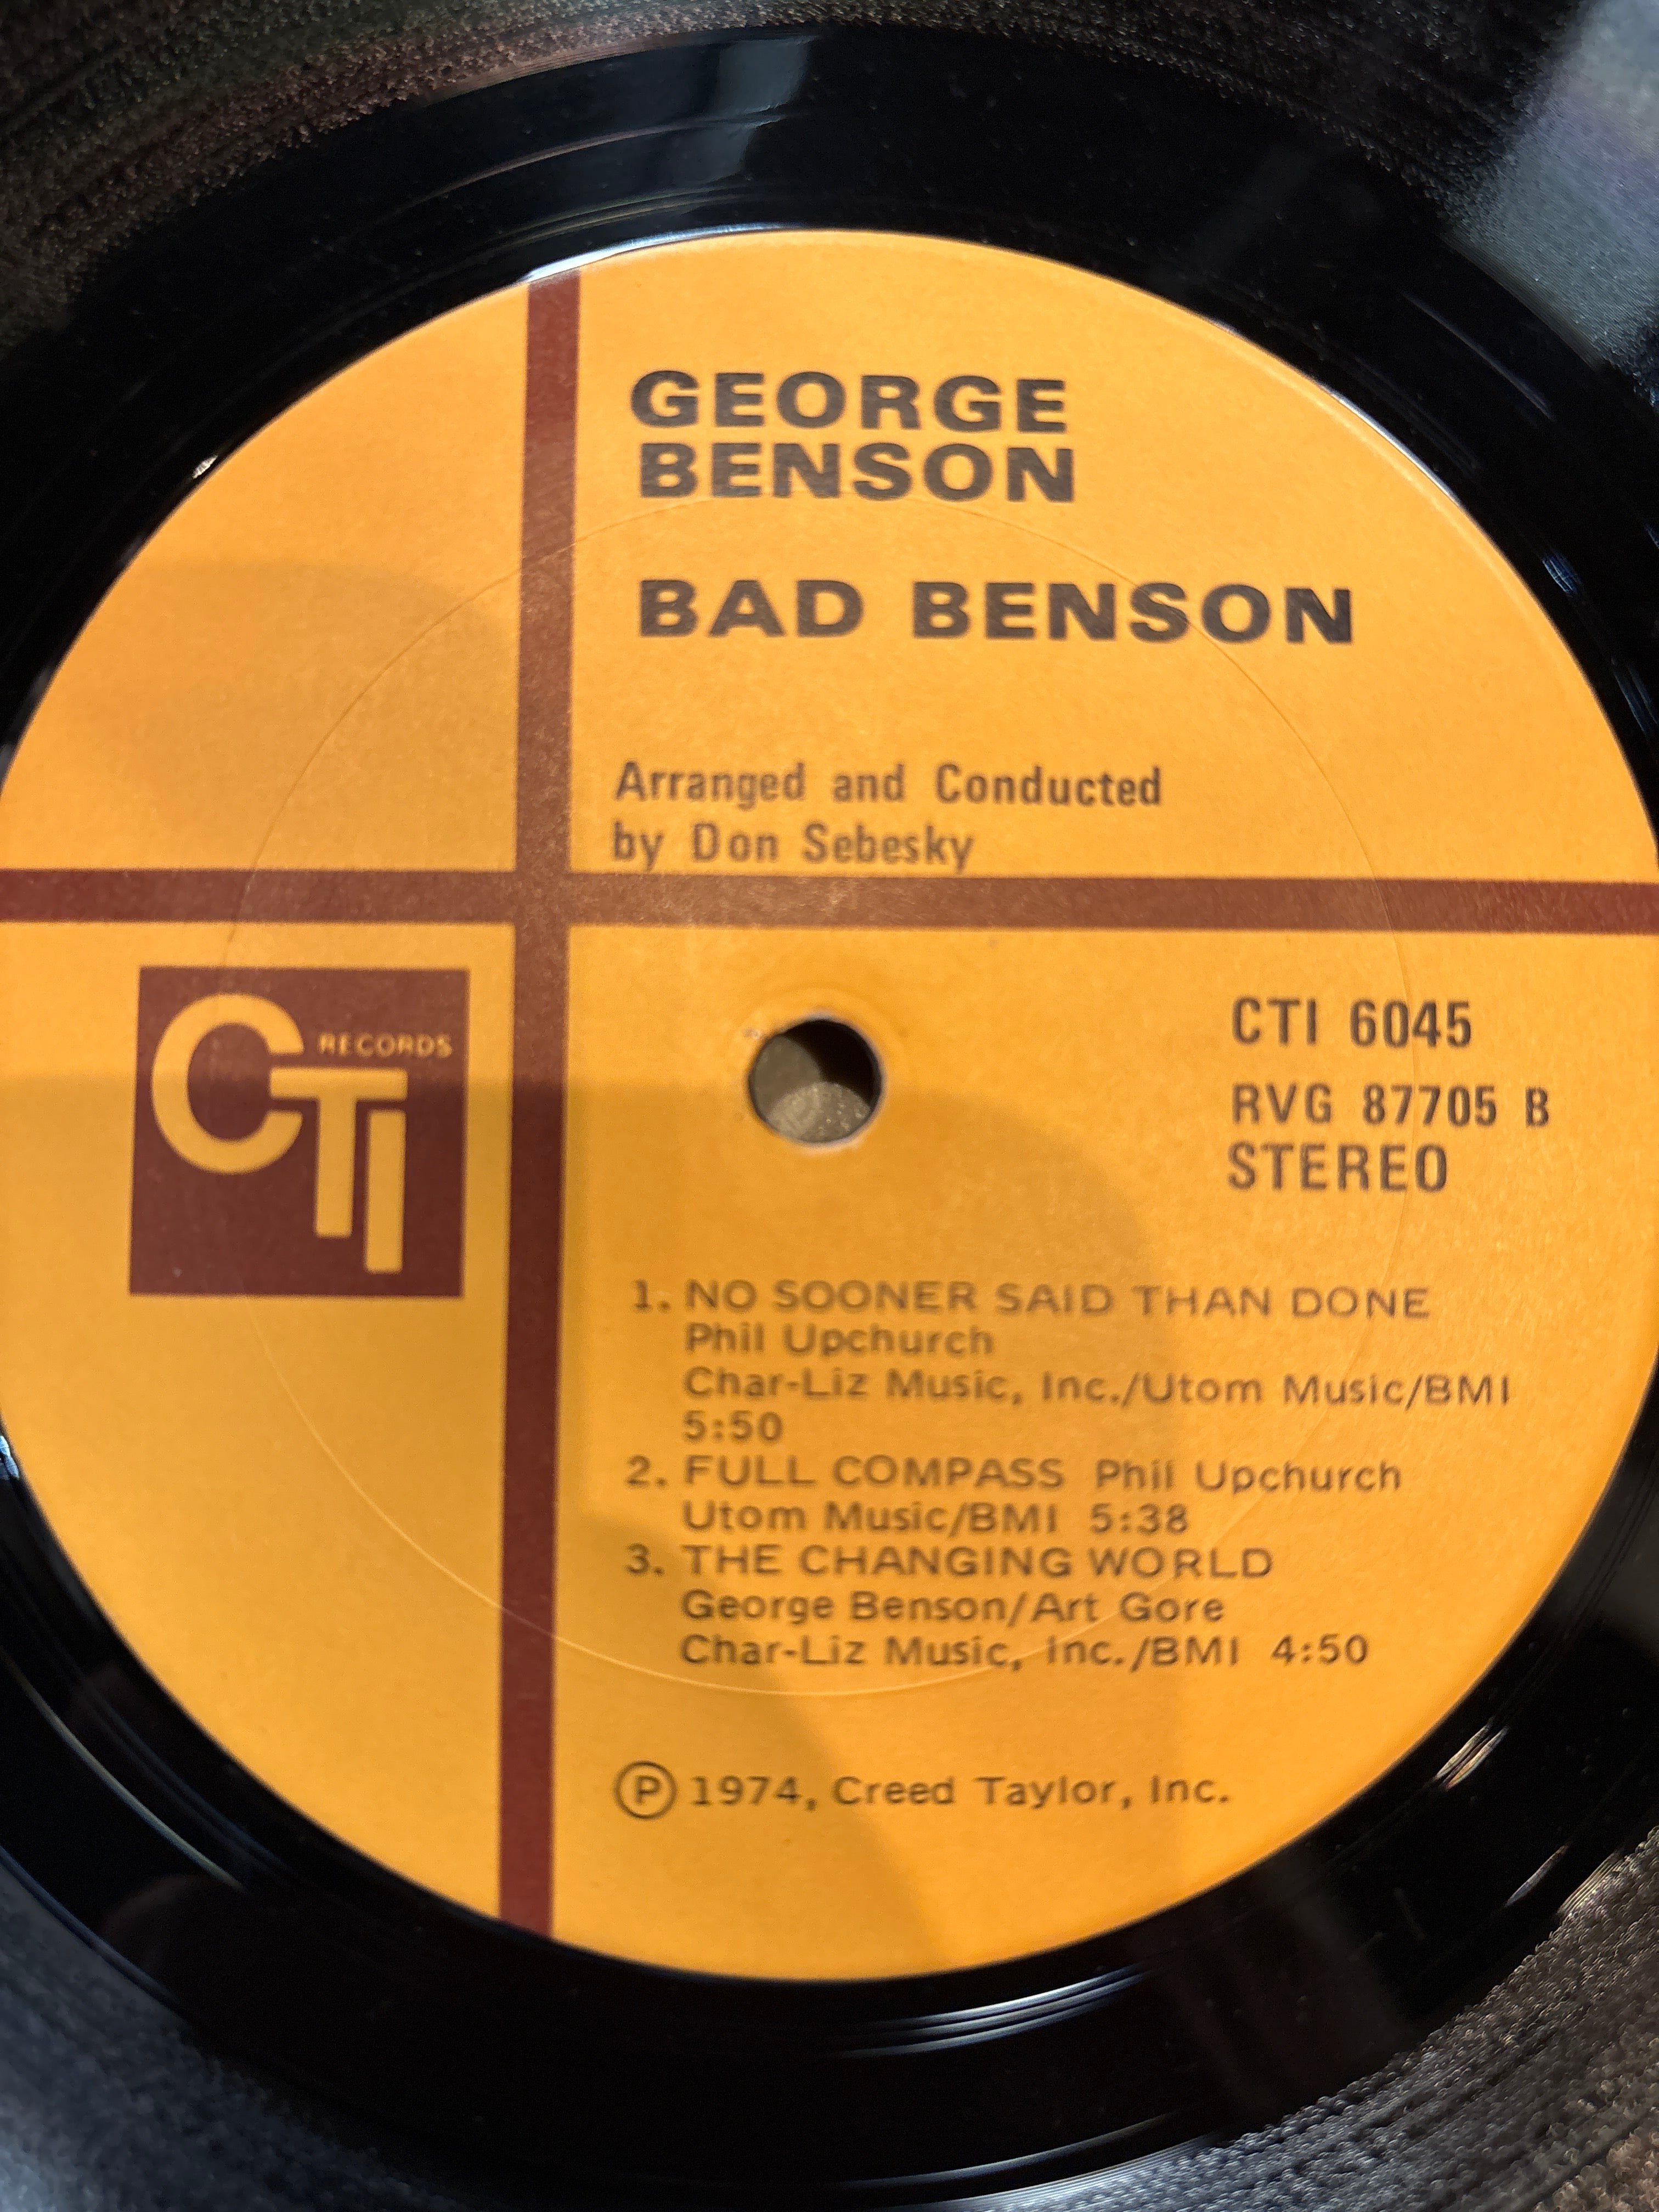 GEORGE
BENSON
BAD BENSON
Arranged and Conducted
by Don Sebesky
CTI RECORDS
CTI 6045
RVG 87705 B
STEREO
1. NO SOONER SAID THAN DONE
Phil Upchurch
Char-Liz Music, Inc./Utom Music/BMI
5:50
2. FULL COMPASS Phil Upchurch
Utom Music/BMI 5:38
3. THE CHANGING WORLD
George Benson/Art Gore
Char-Liz Music, Inc./BMI 4:50
Ⓟ 1974, Creed Taylor, Inc.